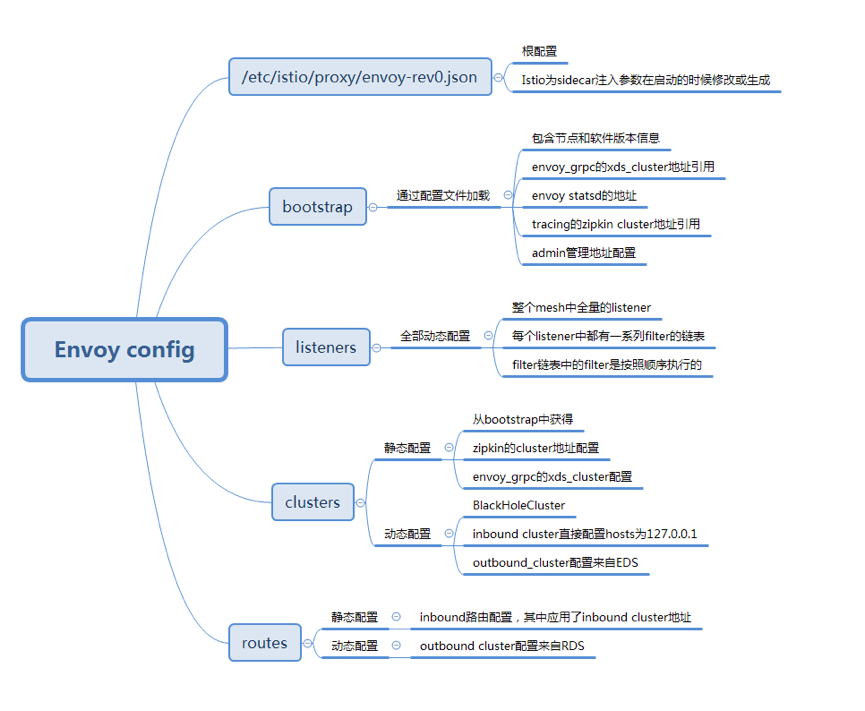 Envoy config
/etc/istio/proxy/envoy-rev0.json
根配置
Istio为sidecar注入参数在启动的时候修改或生成
bootstrap
通过配置文件加载
包含节点和软件版本信息
envoy_grpc的xds_cluster地址引用
envoy statsd的地址
tracing的zipkin cluster地址引用
admin管理地址配置
listeners
全部动态配置
整个mesh中全量的listener
每个listener中都有一系列filter的链表
filter链表中的filter是按照顺序执行的
clusters
静态配置
从bootstrap中获得
zipkin的cluster地址配置
envoy_grpc的xds_cluster配置
动态配置
BlackHoleCluster
inbound cluster直接配置hosts为127.0.0.1
outbound_cluster配置来自EDS
routes
静态配置
inbound路由配置，其中应用了inbound cluster地址
动态配置
outbound cluster配置来自RDS